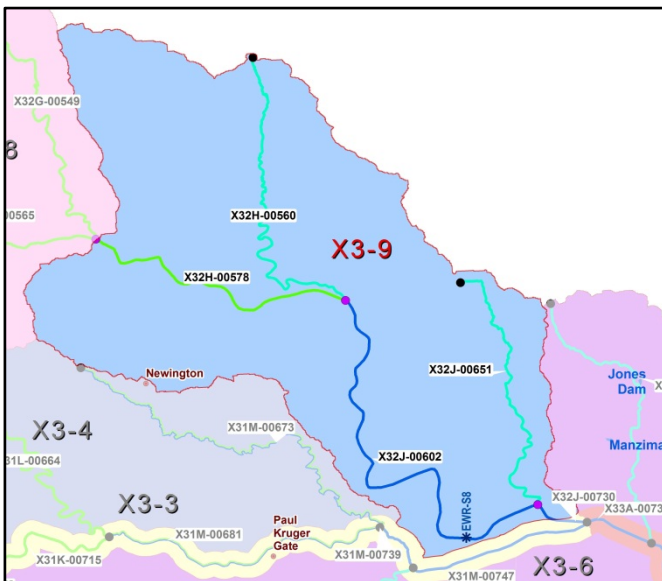 X32G-00549
8
00565
X32H-00560
X3-9
X32H-00578
X32J-00651
Jones
Dam
Newington
X31M-00673
X3-4
31L-00664
X32J-00602
Manzima
EWR-S8
X32J-00730
X33A-0073
X3-3
X31M-00681
Paul
Kruger
Gate
X31M-00739
X31K-00715
X31M-00747
X3-6